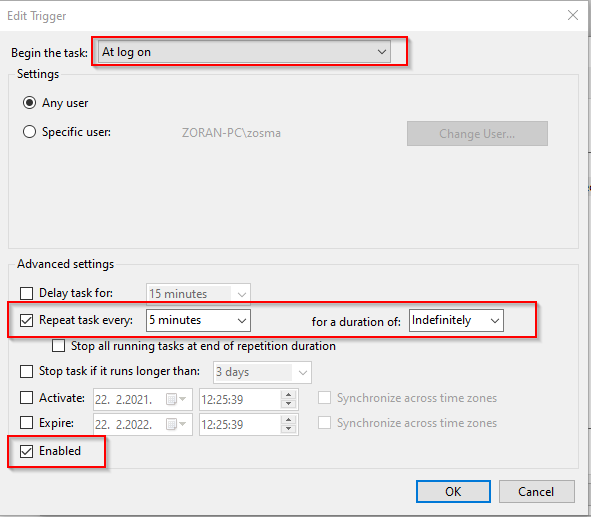 Edit Trigger
Begin the task: At log on
Settings
Any user
Specific user: ZORAN-PC\zosma Change User...
Advanced settings
Delay task for: 15 minutes
Repeat task every: 5 minutes for a duration of: Indefinitely
Stop all running tasks at end of repetition duration
Stop task if it runs longer than: 3 days
Activate: 22. 2.2021. 12:25:39 Synchronize across time zones
Expire: 22. 2.2022. 12:25:39 Synchronize across time zones
Enabled
OK Cancel